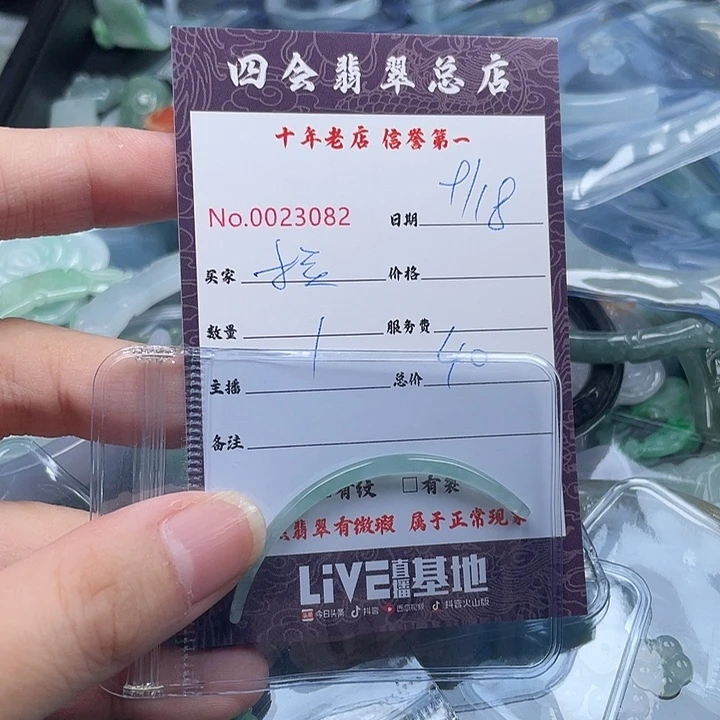 四会翡翠总店
十年老店 信誉第一
No.0023082 日期 9/18
买家 价格
数量 1 服务费
主播 总价 40
备注
有纹 □有裂
翡翠有微瑕 属于正常现象
LiVE直播基地
头条 今日头条 抖音 西瓜视频 抖音火山版